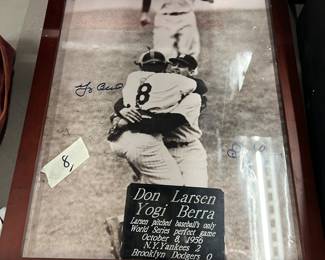 8
8
Don Larsen
Yogi Berra
Larsen pitched baseball's only
World Series perfect game
October 8, 1956
N.Y. Yankees 2
Brooklyn Dodgers 0